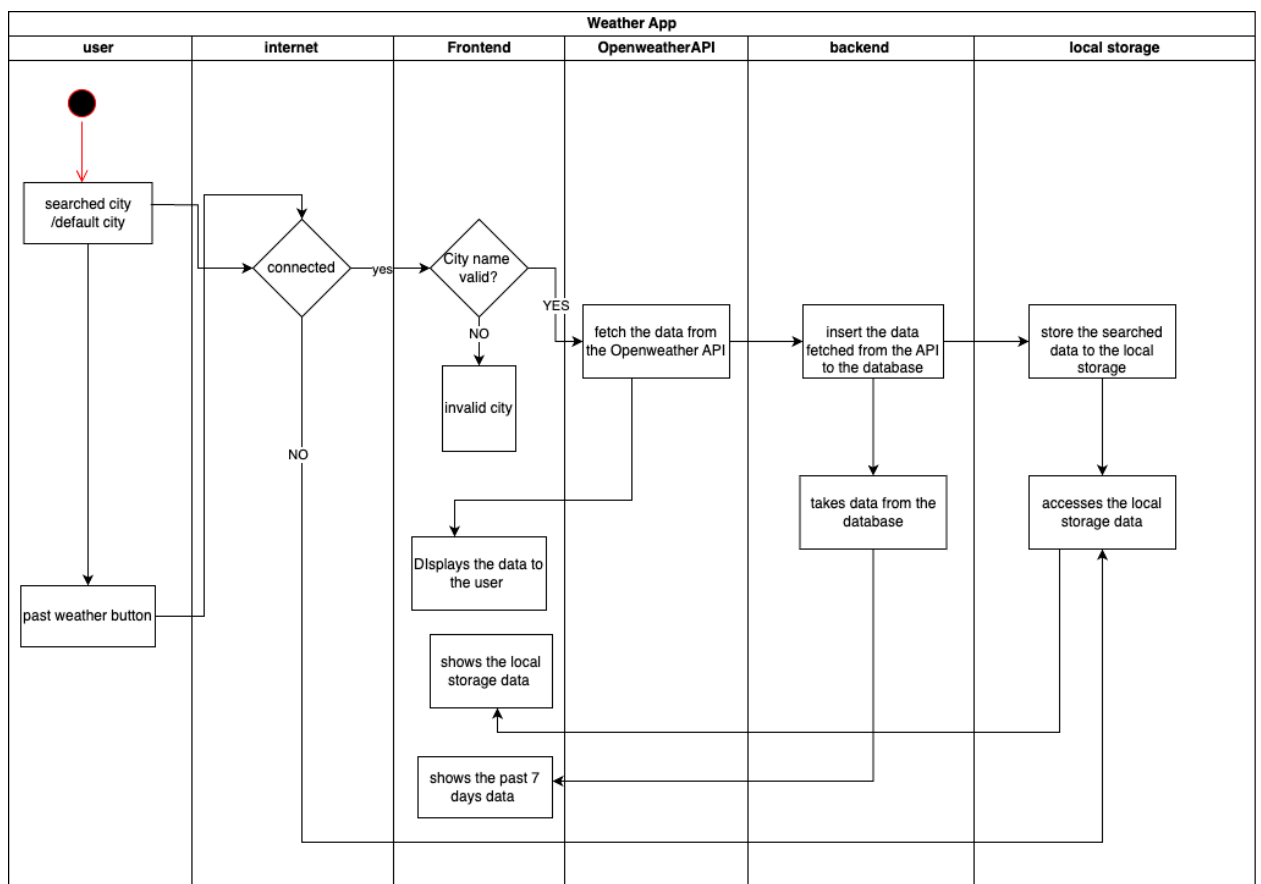 Weather App
user
internet
Frontend
OpenweatherAPI
backend
local storage
searched city
/default city
connected
yes
City name
valid?
YES
NO
invalid city
fetch the data from
the Openweather API
insert the data
fetched from the API
to the database
store the searched
data to the local
storage
NO
takes data from the
database
accesses the local
storage data
DIsplays the data to
the user
past weather button
shows the local
storage data
shows the past 7
days data